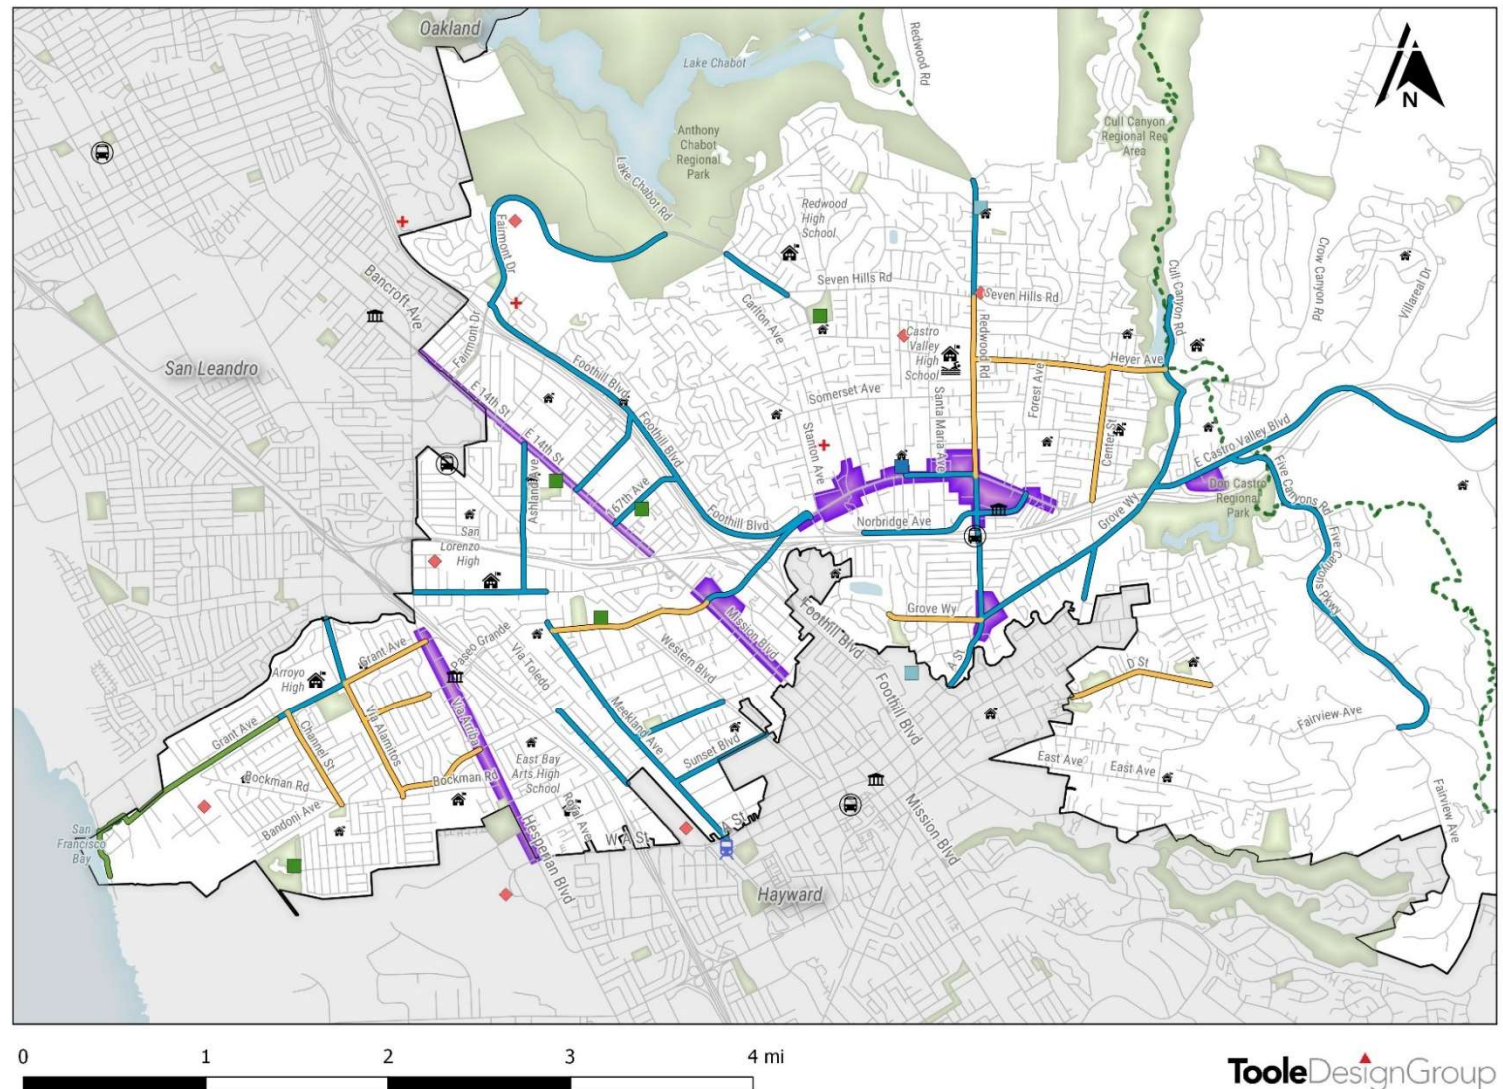 Oakland
Lake Chabot
Redwood Rd
N
Anthony
Chabot
Regional
Park
Cull Canyon
Regional Rec
Area
Lake Chabot Rd
Redwood
High
School
Fairmont Dr
Bancroft Ave
Seven Hills Rd
Seven Hills Rd
Cull Canyon Rd
Crow Canyon Rd
Villareal Dr
Carlton Ave
Fairmont Dr
Castro
Valley
High
School
Redwood Rd
Heyer Ave
San Leandro
Foothill Blvd
E 14th St
Somerset Ave
Forest Ave
Santa Maria Ave
Stanton Ave
Center St
E 14th St
Foothill Blvd
E Castro Valley Blvd
Ashland Ave
167th Ave
Don Castro
Regional
Park
Five Canyons Rd
Foothill Blvd
Norbridge Ave
Grove Wy
San
Lorenzo
High
Five Canyons Pkwy
Grove Wy
Mission Blvd
Foothill Blvd
Paseo Grande
Grant Ave
Via Toledo
Western Blvd
A St
D St
Arroyo
High
Foothill Blvd
Via Arriba
Via Alamitos
Grant Ave
Channel St
Meekland Ave
Fairview Ave
Sunset Blvd
East Ave
East Ave
East Bay
Arts High
School
Bockman Rd
Bockman Rd
Royal Ave
Mission Blvd
Fairview Ave
Bandoni Ave
San
Francisco
Bay
Hesperian Blvd
W A St
A St
Hayward
0 1 2 3 4 mi
TooleDesignGroup